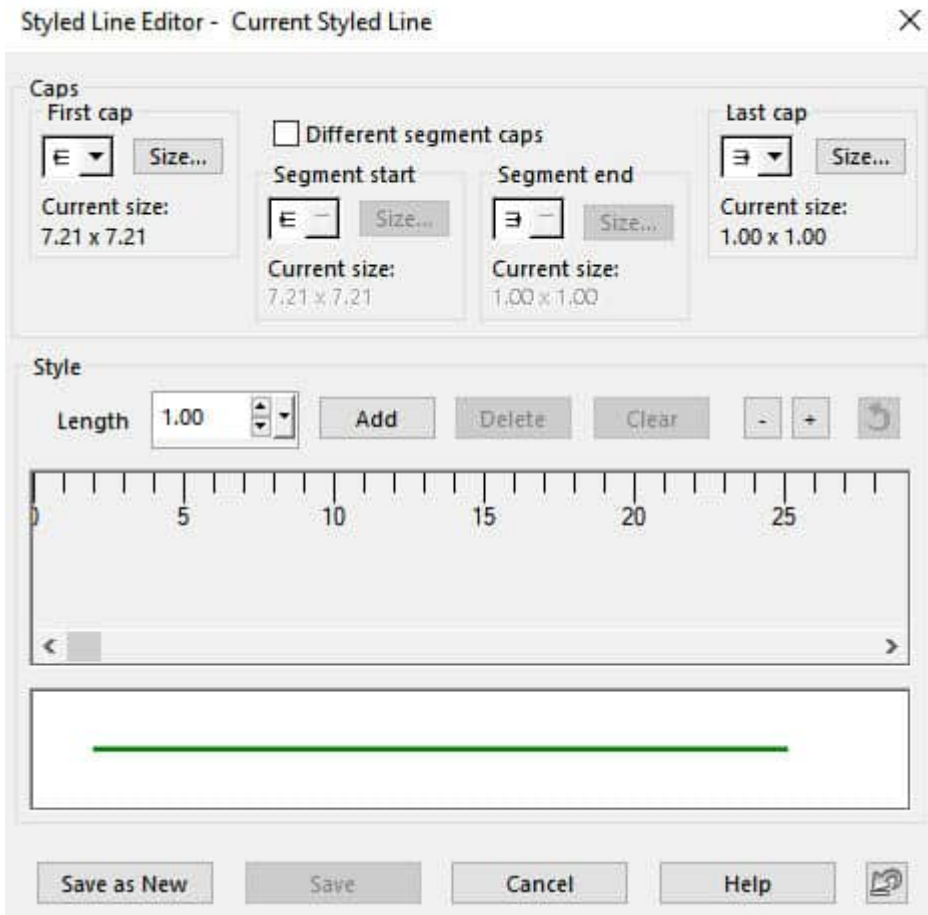 Styled Line Editor - Current Styled Line
Caps
First cap
Size...
Current size:
7.21 x 7.21
Different segment caps
Segment start
Size...
Current size:
7.21 x 7.21
Segment end
Size...
Current size:
1.00 x 1.00
Last cap
Size...
Current size:
1.00 x 1.00
Style
Length 1.00 Add Delete Clear - +
0 5 10 15 20 25
Save as New Save Cancel Help